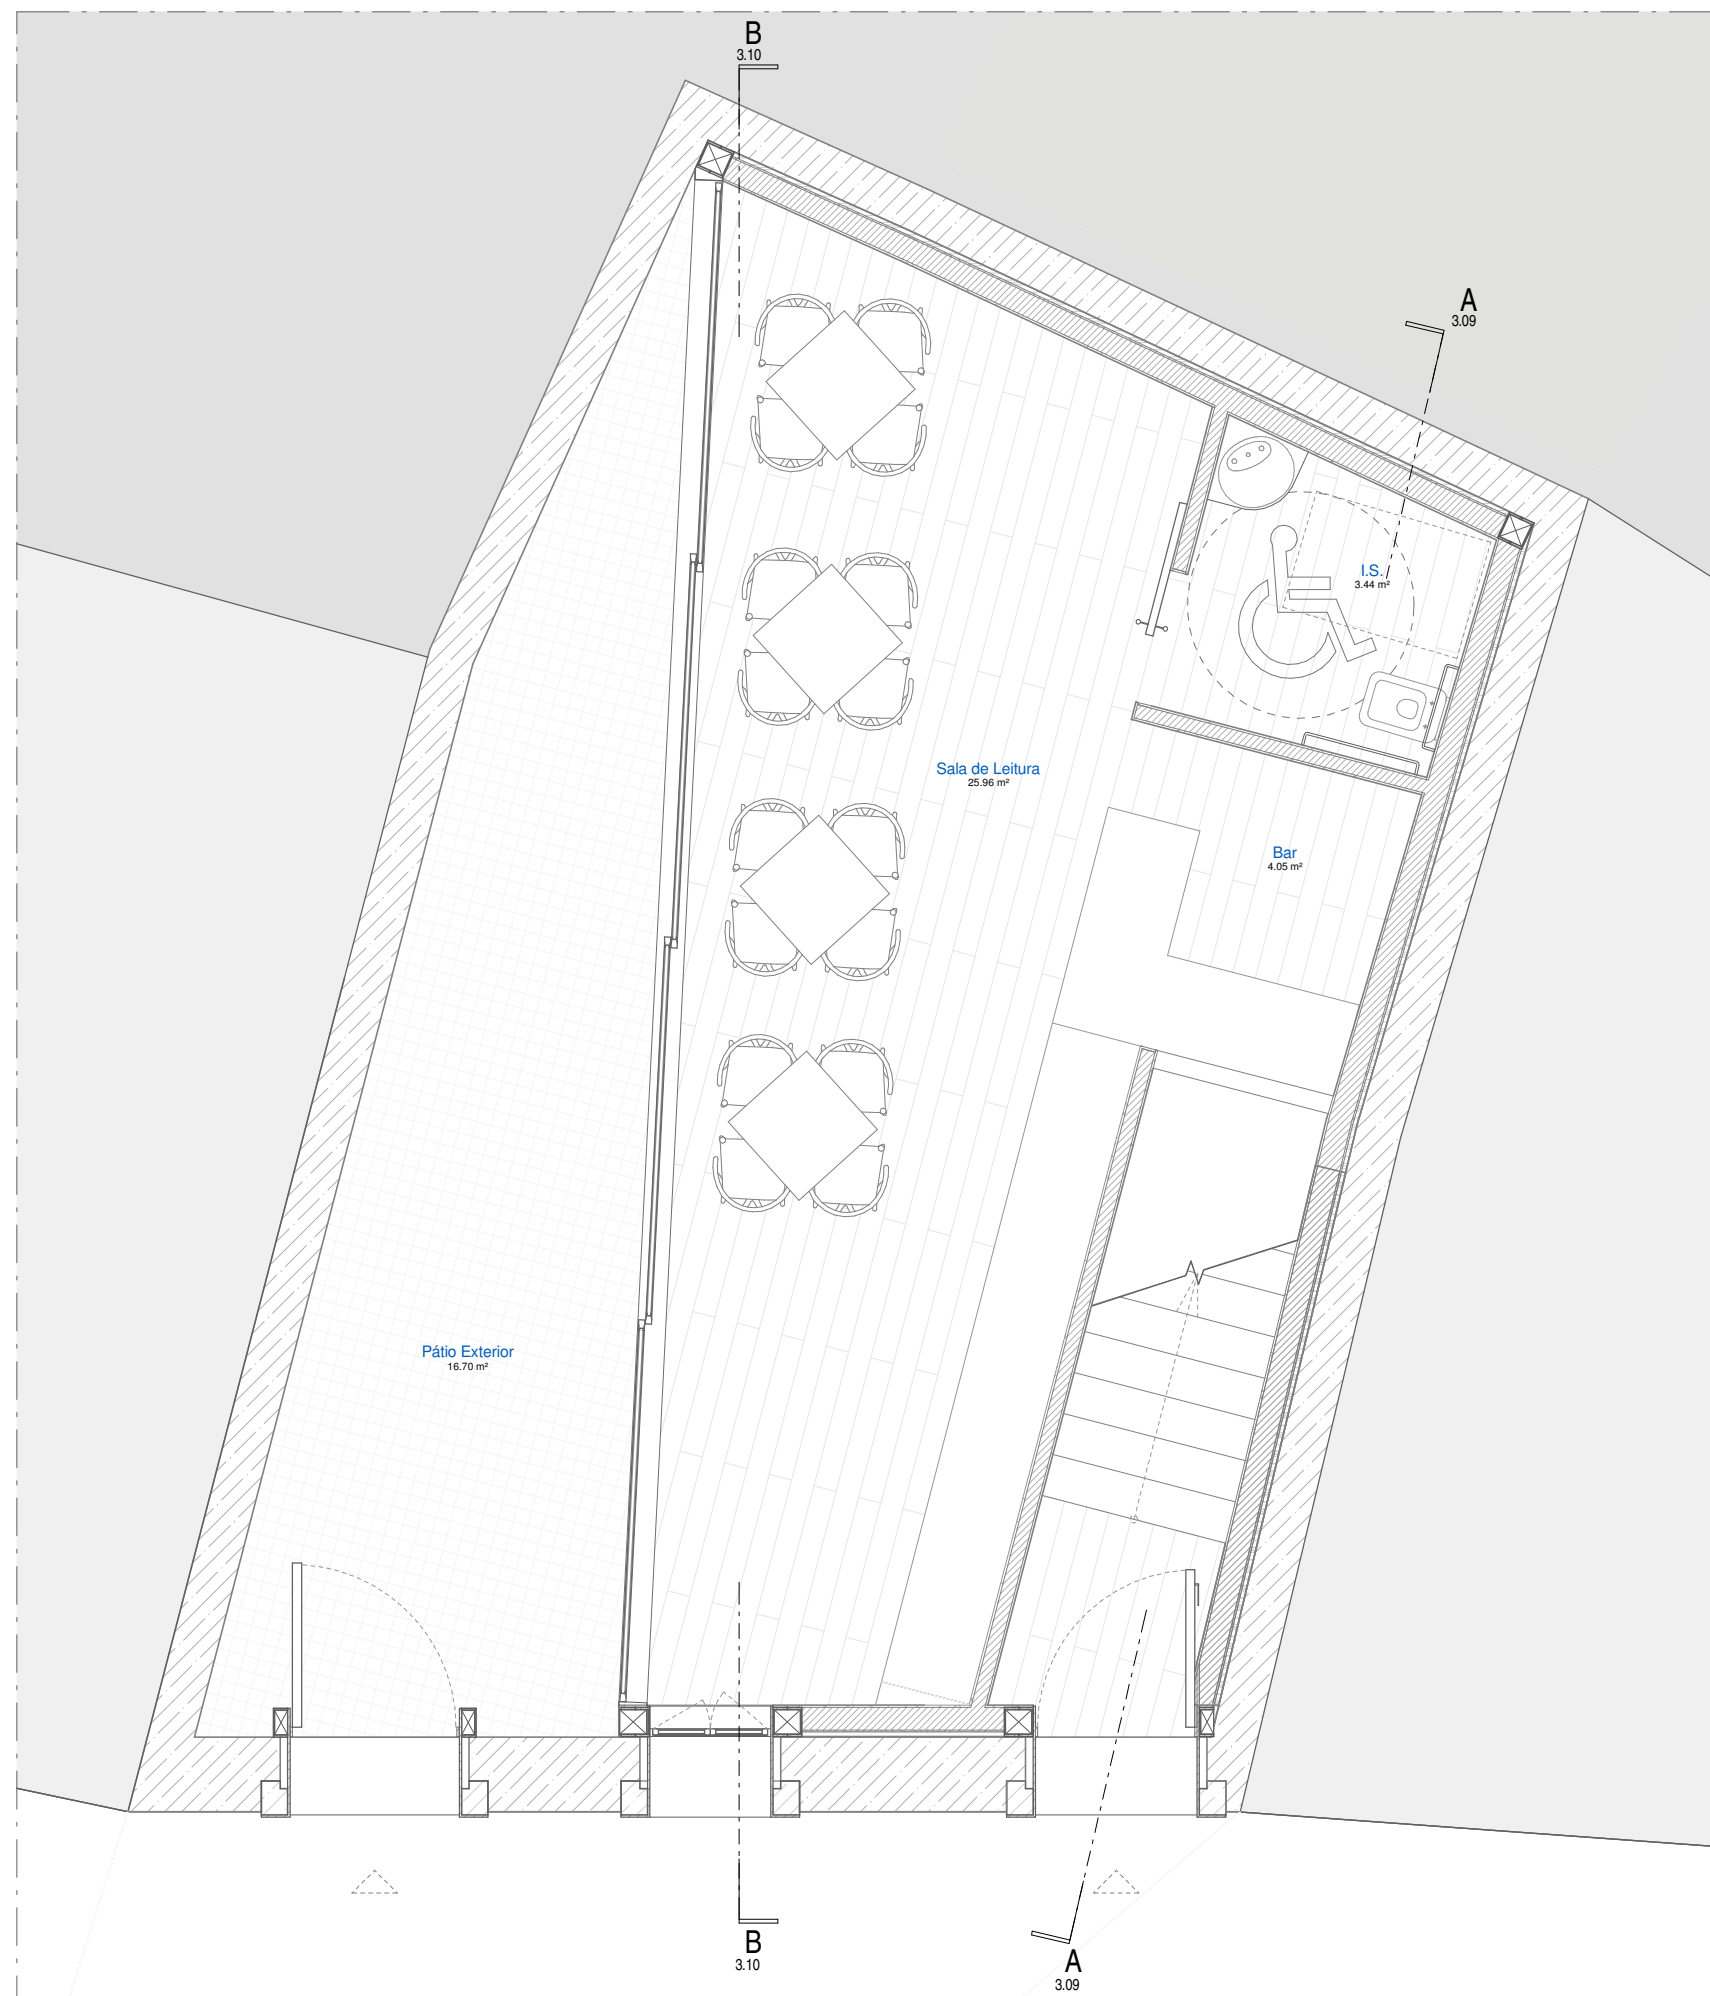 B
3.10
A
3.09
I.S.
3.44 m²
Sala de Leitura
25.96 m²
Bar
4.05 m²
Pátio Exterior
16.70 m²
B
3.10
A
3.09